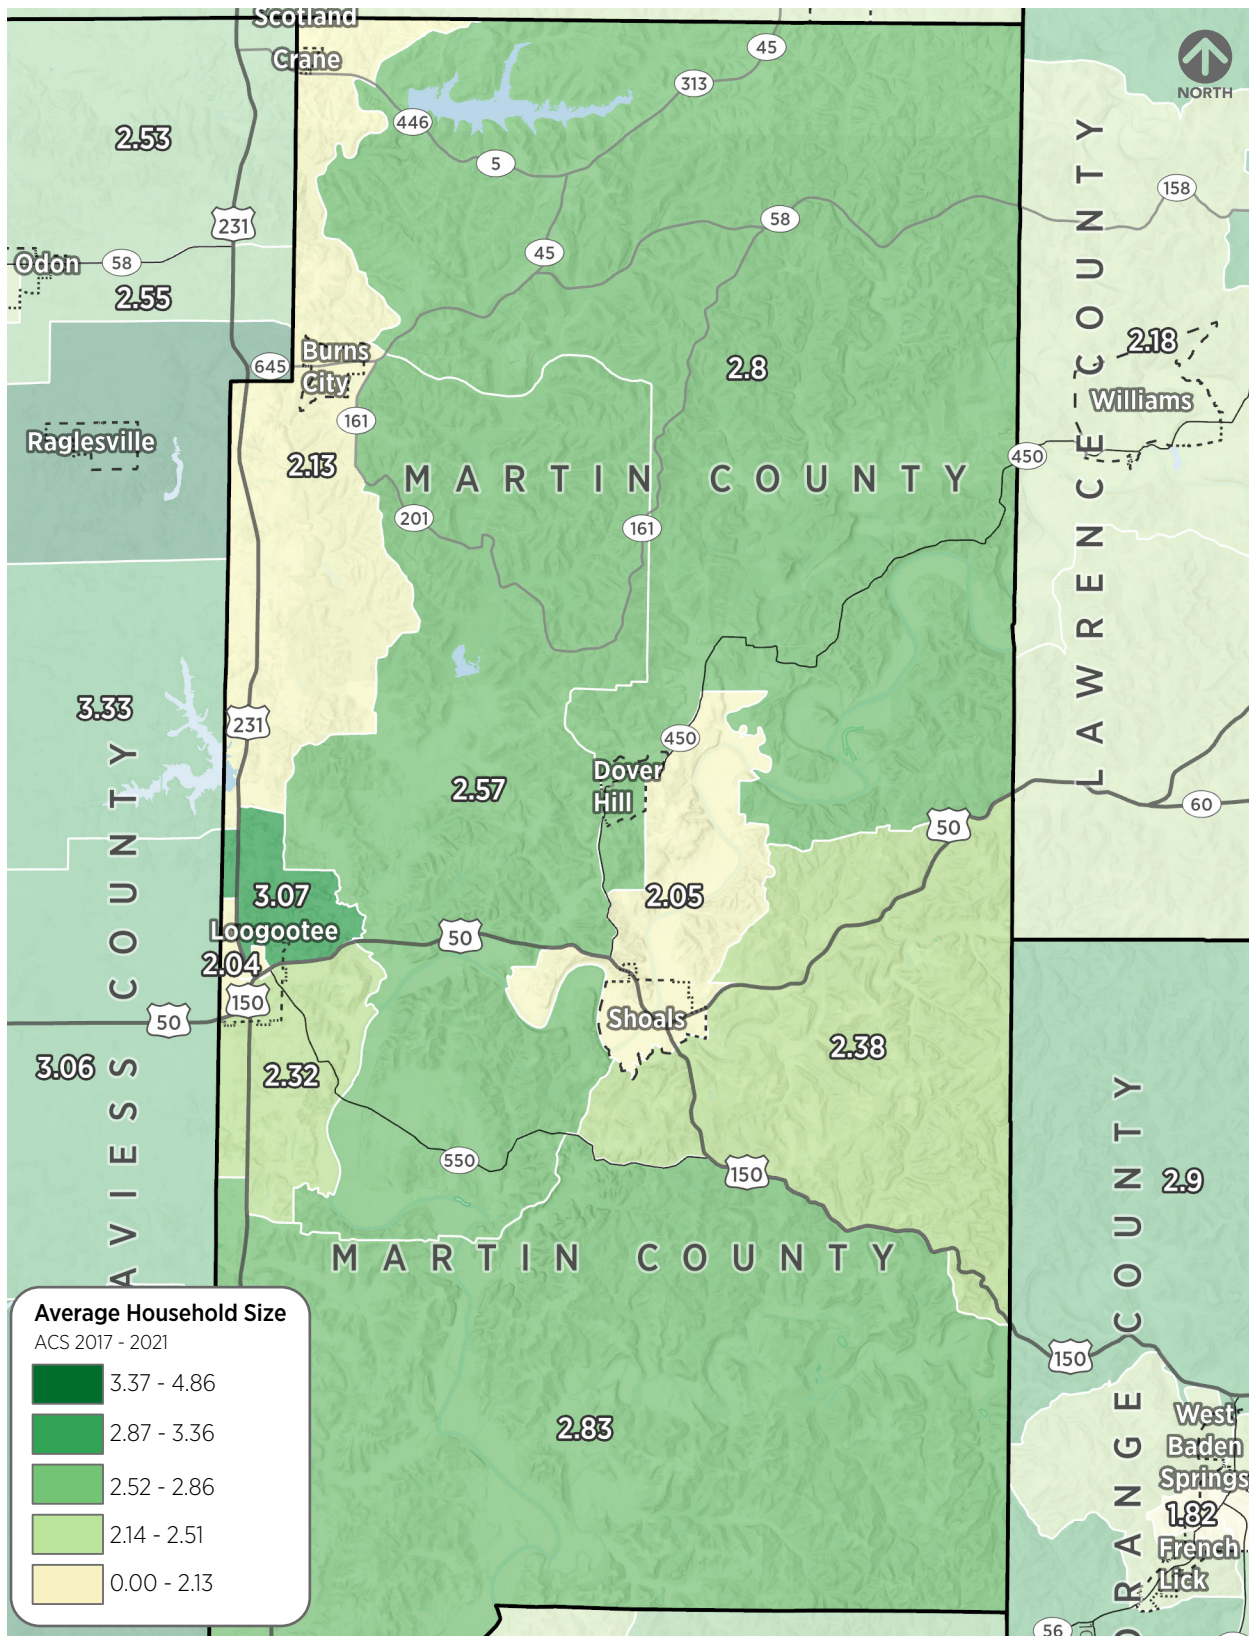 Scotland
Crane
45
313
446
5
NORTH
2.53
231
158
58
45
Odon
58
2.55
Burns
City
645
2.8
2.18
Williams
161
Raglesville
2.13
MARTIN COUNTY
450
201
161
LAWRENCE COUNTY
3.33
231
450
Dover
Hill
2.57
60
50
3.07
2.05
Loogootee
50
2.04
150
50
Shoals
3.06
2.32
2.38
AVIESS COUNTY
550
150
2.9
MARTIN COUNTY
150
ORANGE COUNTY
2.83
West
Baden
Springs
1.82
French
Lick
56
Average Household Size
ACS 2017 - 2021
3.37 - 4.86
2.87 - 3.36
2.52 - 2.86
2.14 - 2.51
0.00 - 2.13